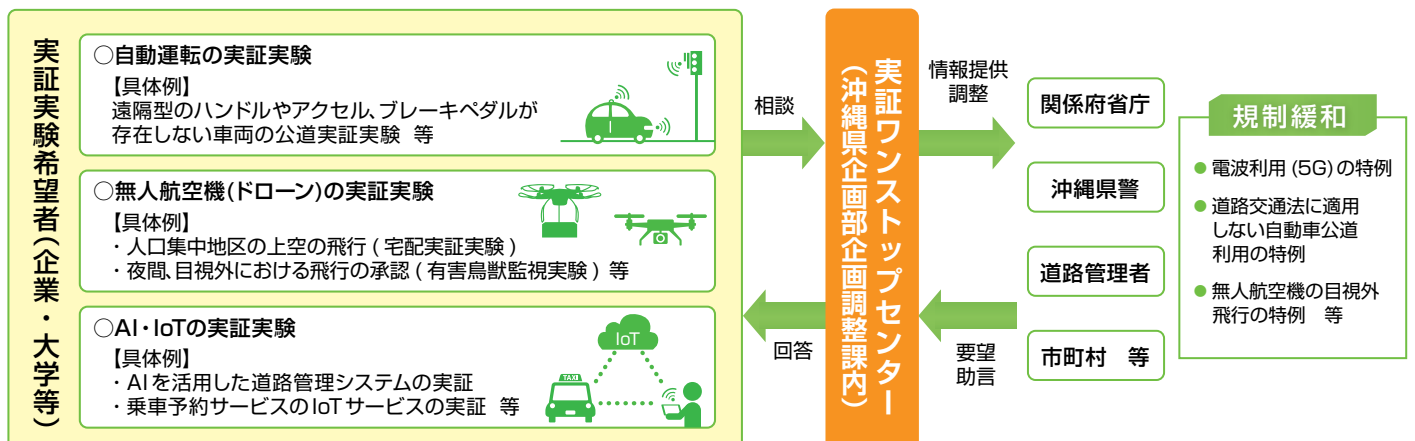 実証実験希望者(企業・大学等)
○自動運転の実証実験
【具体例】
遠隔型のハンドルやアクセル、ブレーキペダルが
存在しない車両の公道実証実験 等
○無人航空機(ドローン)の実証実験
【具体例】
・人口集中地区の上空の飛行(宅配実証実験)
・夜間、目視外における飛行の承認(有害鳥獣監視実験)等
○AI・IoTの実証実験
【具体例】
・AIを活用した道路管理システムの実証
・乗車予約サービスのIoTサービスの実証 等
IoT
TAXI
相談
回答
実証ワンストップセンター
(沖縄県企画部企画調整課内)
情報提供
調整
要望
助言
関係府省庁
沖縄県警
道路管理者
市町村 等
規制緩和
●電波利用(5G)の特例
●道路交通法に適用
しない自動車公道
利用の特例
●無人航空機の目視外
飛行の特例 等